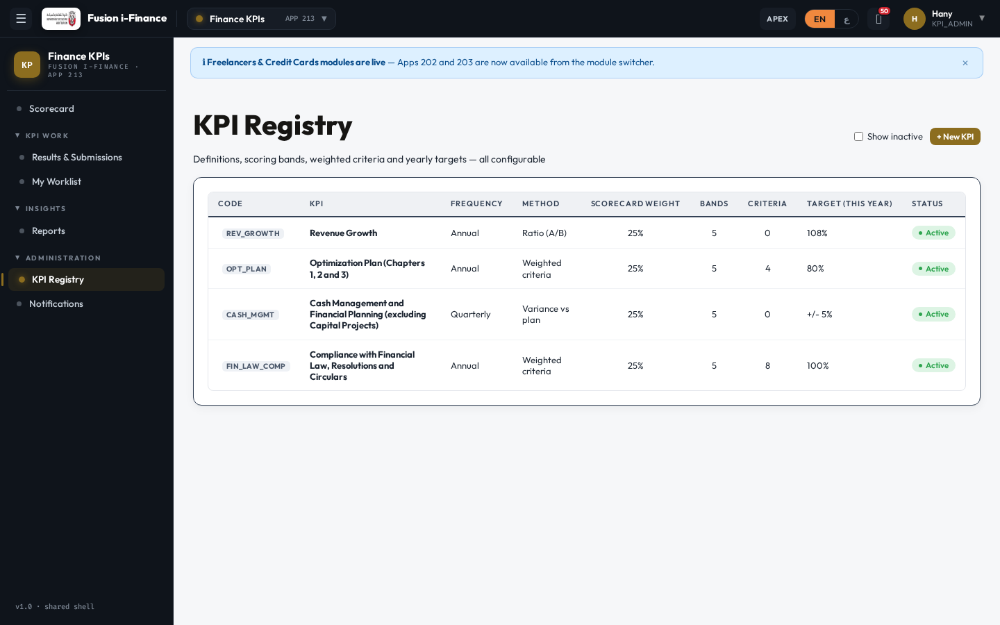 ☰ Fusion i-Finance Finance KPIs APP 213 ▼ APEX EN ع 50 H Hany ▼
KPI_ADMIN
KP Finance KPIs
FUSION I-FINANCE ·
APP 213
Scorecard
▼ KPI WORK
Results & Submissions
My Worklist
▼ INSIGHTS
Reports
▼ ADMINISTRATION
KPI Registry
Notifications
v1.0 · shared shell
ℹ Freelancers & Credit Cards modules are live — Apps 202 and 203 are now available from the module switcher. ×
KPI Registry
Show inactive + New KPI
Definitions, scoring bands, weighted criteria and yearly targets — all configurable
CODE KPI FREQUENCY METHOD SCORECARD WEIGHT BANDS CRITERIA TARGET (THIS YEAR) STATUS
REV_GROWTH Revenue Growth Annual Ratio (A/B) 25% 5 0 108% Active
OPT_PLAN Optimization Plan (Chapters 1, 2 and 3) Annual Weighted criteria 25% 5 4 80% Active
CASH_MGMT Cash Management and Financial Planning (excluding Capital Projects) Quarterly Variance vs plan 25% 5 0 +/- 5% Active
FIN_LAW_COMP Compliance with Financial Law, Resolutions and Circulars Annual Weighted criteria 25% 5 8 100% Active